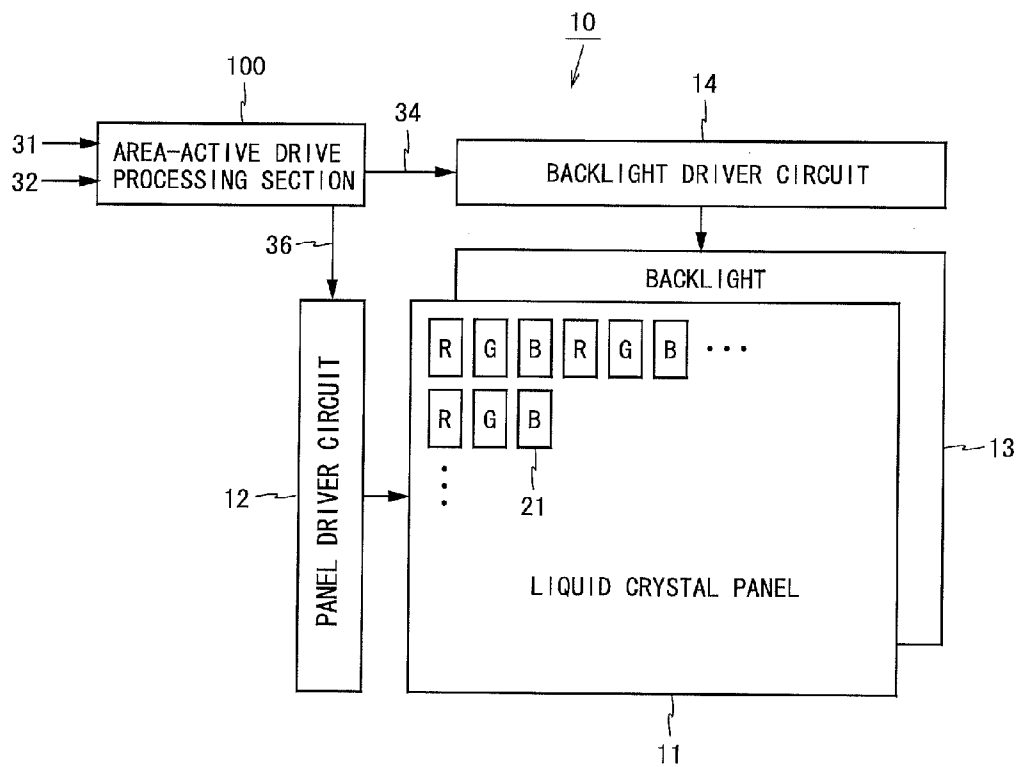 10
100
14
31
34
AREA-ACTIVE DRIVE
PROCESSING SECTION
32
BACKLIGHT DRIVER CIRCUIT
36
BACKLIGHT
R G B R G B ···
R G B
21
13
12
PANEL DRIVER CIRCUIT
LIQUID CRYSTAL PANEL
11